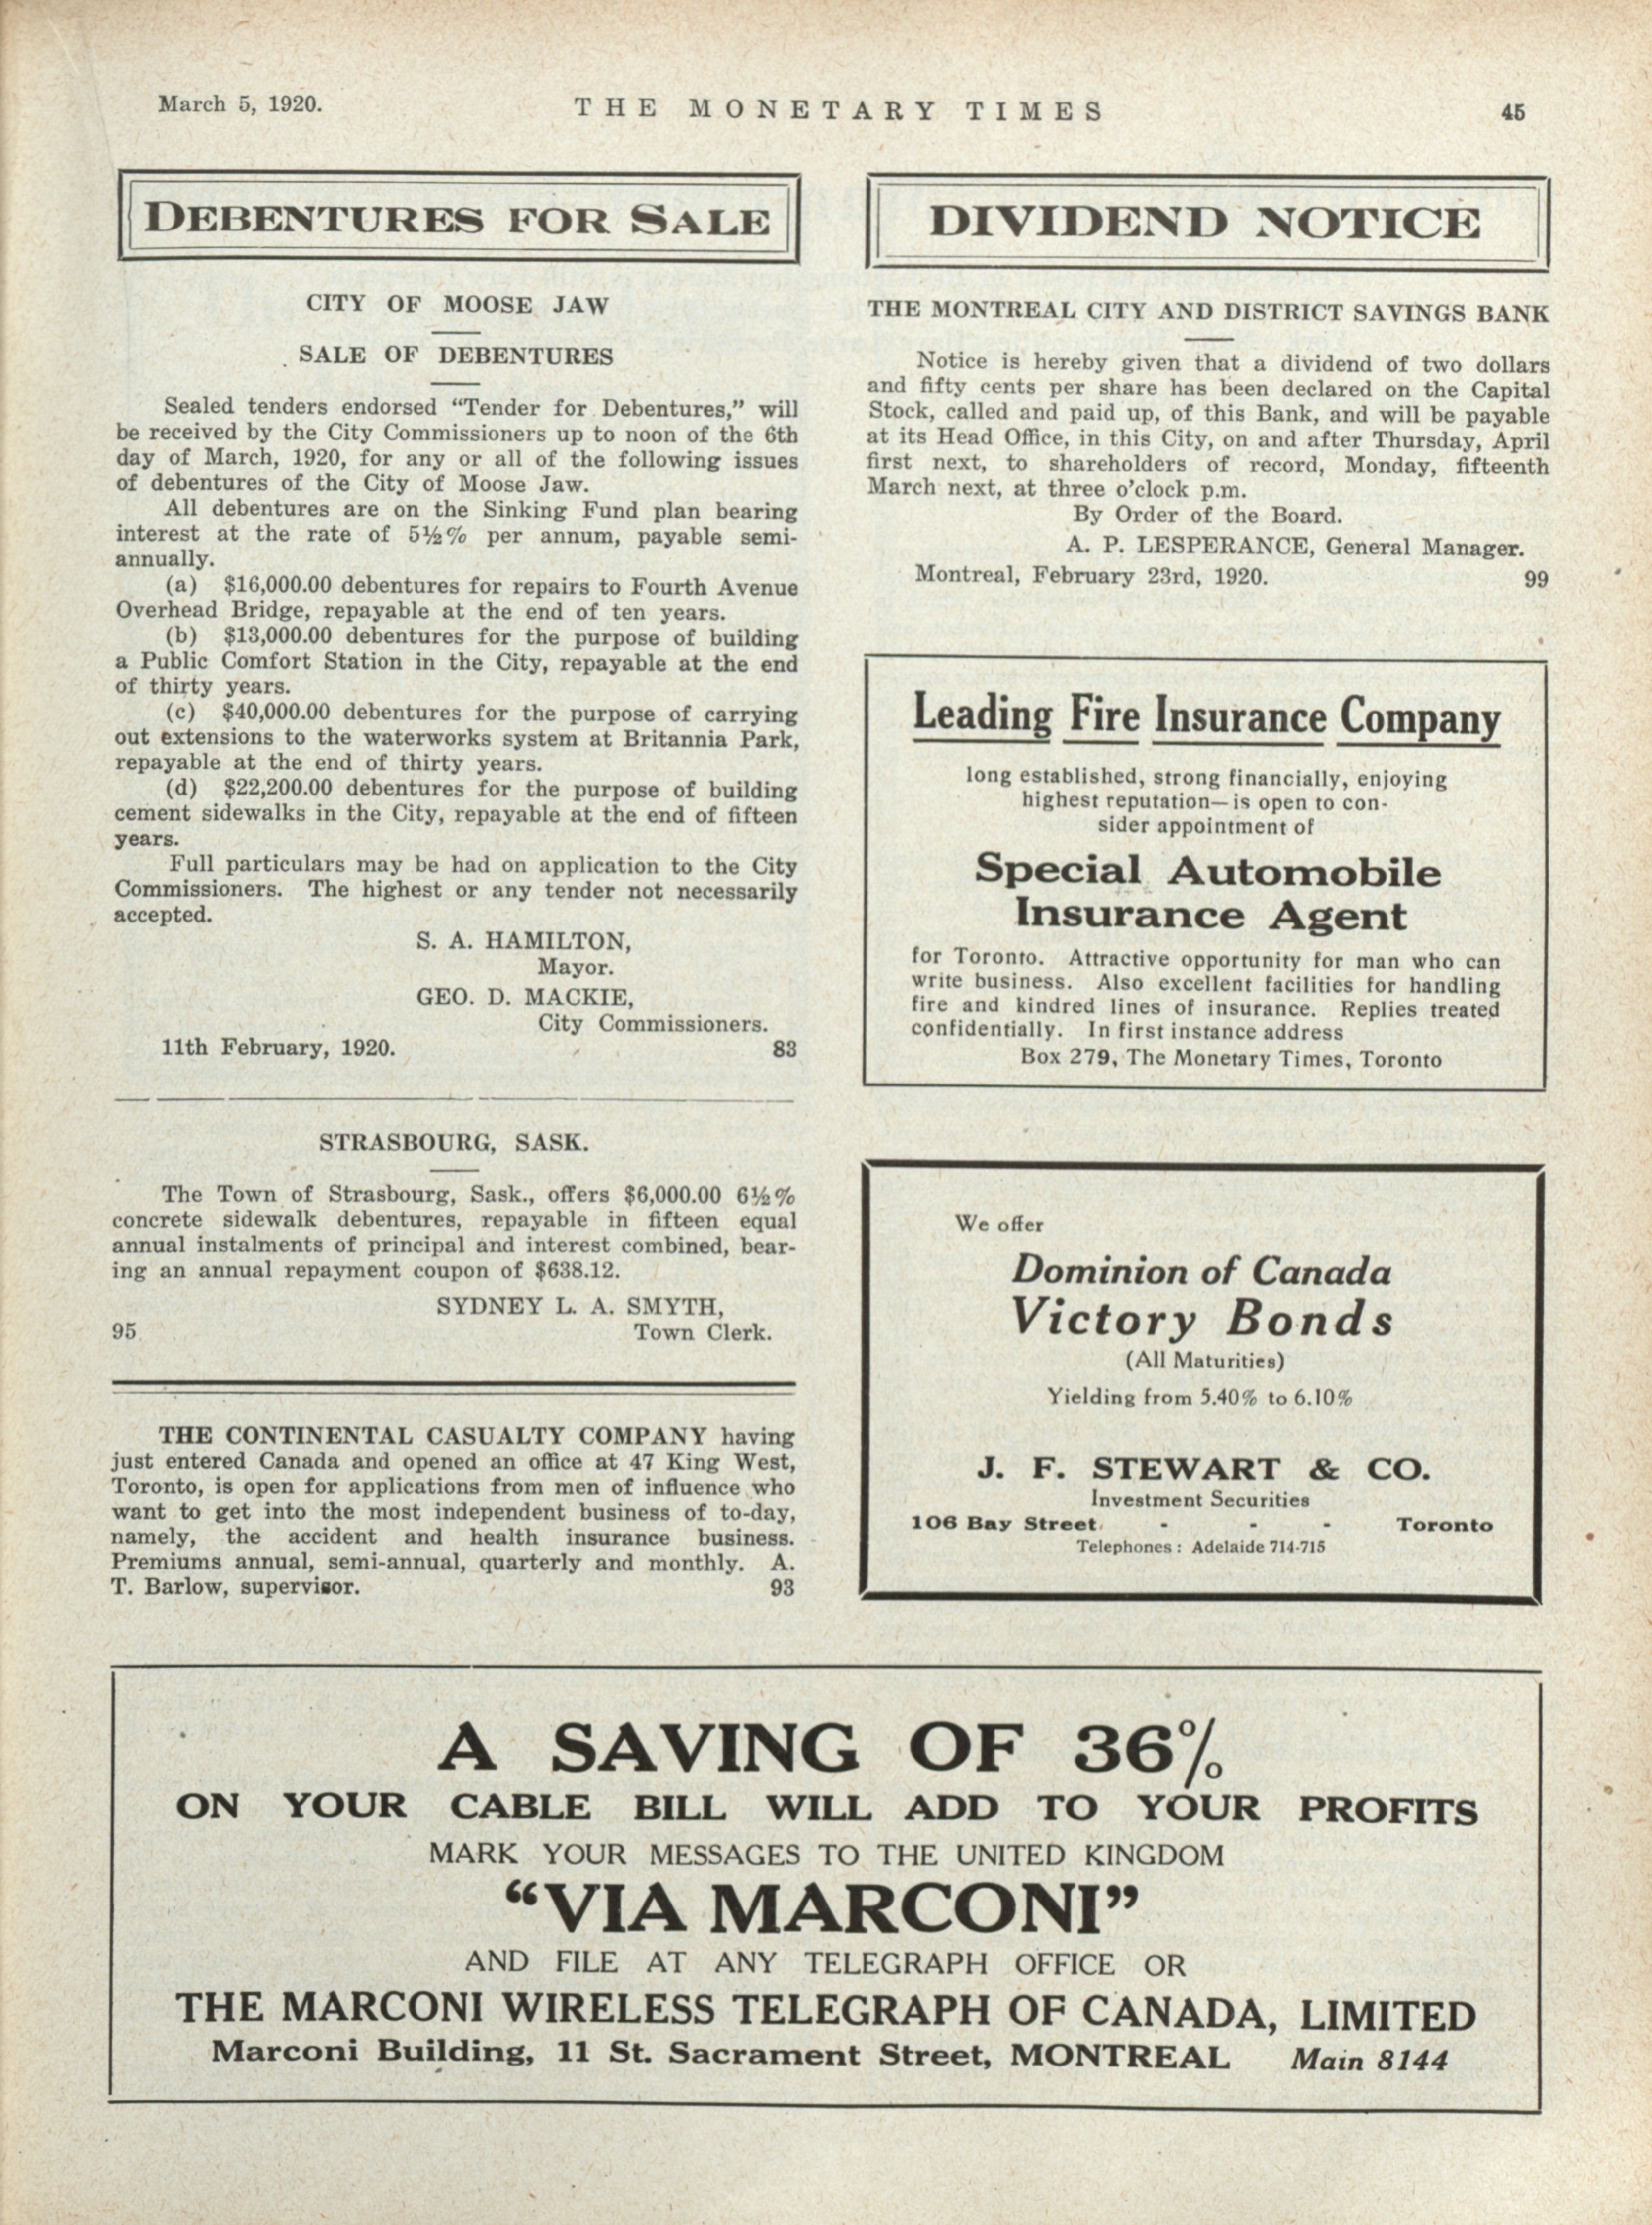 March 5, 1920.
THE MONETARY TIMES
45
DEBENTURES FOR SALE
CITY OF MOOSE JAW
SALE OF DEBENTURES
Sealed tenders endorsed “Tender for Debentures,” will
be received by the City Commissioners up to noon of the 6th
day of March, 1920, for any or all of the following issues
of debentures of the City of Moose Jaw.
All debentures are on the Sinking Fund plan bearing
interest at the rate of 5½% per annum, payable semi-
annually.
(a) $16,000.00 debentures for repairs to Fourth Avenue
Overhead Bridge, repayable at the end of ten years.
(b) $13,000.00 debentures for the purpose of building
a Public Comfort Station in the City, repayable at the end
of thirty years.
(c) $40,000.00 debentures for the purpose of carrying
out extensions to the waterworks system at Britannia Park,
repayable at the end of thirty years.
(d) $22,200.00 debentures for the purpose of building
cement sidewalks in the City, repayable at the end of fifteen
years.
Full particulars may be had on application to the City
Commissioners. The highest or any tender not necessarily
accepted.
S. A. HAMILTON,
Mayor.
GEO. D. MACKIE,
City Commissioners.
11th February, 1920. 83
STRASBOURG, SASK.
The Town of Strasbourg, Sask., offers $6,000.00 6½%
concrete sidewalk debentures, repayable in fifteen equal
annual instalments of principal and interest combined, bear-
ing an annual repayment coupon of $638.12.
SYDNEY L. A. SMYTH,
95 Town Clerk.
THE CONTINENTAL CASUALTY COMPANY having
just entered Canada and opened an office at 47 King West,
Toronto, is open for applications from men of influence who
want to get into the most independent business of to-day,
namely, the accident and health insurance business.
Premiums annual, semi-annual, quarterly and monthly. A.
T. Barlow, supervisor. 93
DIVIDEND NOTICE
THE MONTREAL CITY AND DISTRICT SAVINGS BANK
Notice is hereby given that a dividend of two dollars
and fifty cents per share has been declared on the Capital
Stock, called and paid up, of this Bank, and will be payable
at its Head Office, in this City, on and after Thursday, April
first next, to shareholders of record, Monday, fifteenth
March next, at three o’clock p.m.
By Order of the Board.
A. P. LESPERANCE, General Manager.
Montreal, February 23rd, 1920. 99
Leading Fire Insurance Company
long established, strong financially, enjoying
highest reputation—is open to con-
sider appointment of
Special Automobile
Insurance Agent
for Toronto. Attractive opportunity for man who can
write business. Also excellent facilities for handling
fire and kindred lines of insurance. Replies treated
confidentially. In first instance address
Box 279, The Monetary Times, Toronto
We offer
Dominion of Canada
Victory Bonds
(All Maturities)
Yielding from 5.40% to 6.10%
J. F. STEWART & CO.
Investment Securities
106 Bay Street - - - Toronto
Telephones: Adelaide 714-715
A SAVING OF 36%
ON YOUR CABLE BILL WILL ADD TO YOUR PROFITS
MARK YOUR MESSAGES TO THE UNITED KINGDOM
“VIA MARCONI”
AND FILE AT ANY TELEGRAPH OFFICE OR
THE MARCONI WIRELESS TELEGRAPH OF CANADA, LIMITED
Marconi Building, 11 St. Sacrament Street, MONTREAL Main 8144